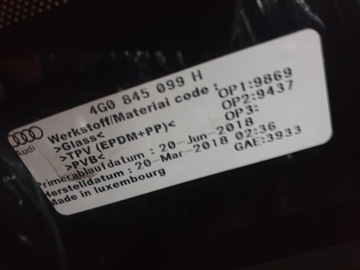 4G0 845 099 H
Audi
Werkstoff/Material code :
>Glass<
>TPV (EPDM+PP)<
>PVB<
OP1:9869
OP2:9437
OP3:
Primerablaufdatum : 20-Jun-2018
Herstelldatum : 20-Mar-2018 02:36
Made in luxembourg
GAE:3933